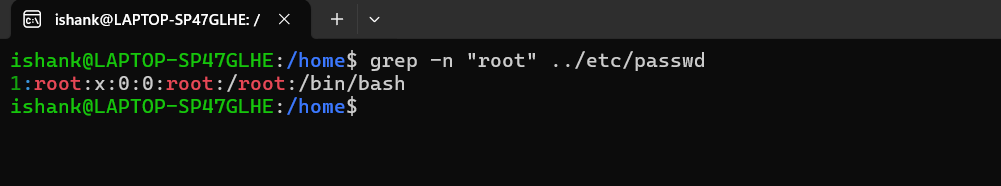 ishank@LAPTOP-SP47GLHE: /
ishank@LAPTOP-SP47GLHE:/home$ grep -n "root" ../etc/passwd
1:root:x:0:0:root:/root:/bin/bash
ishank@LAPTOP-SP47GLHE:/home$